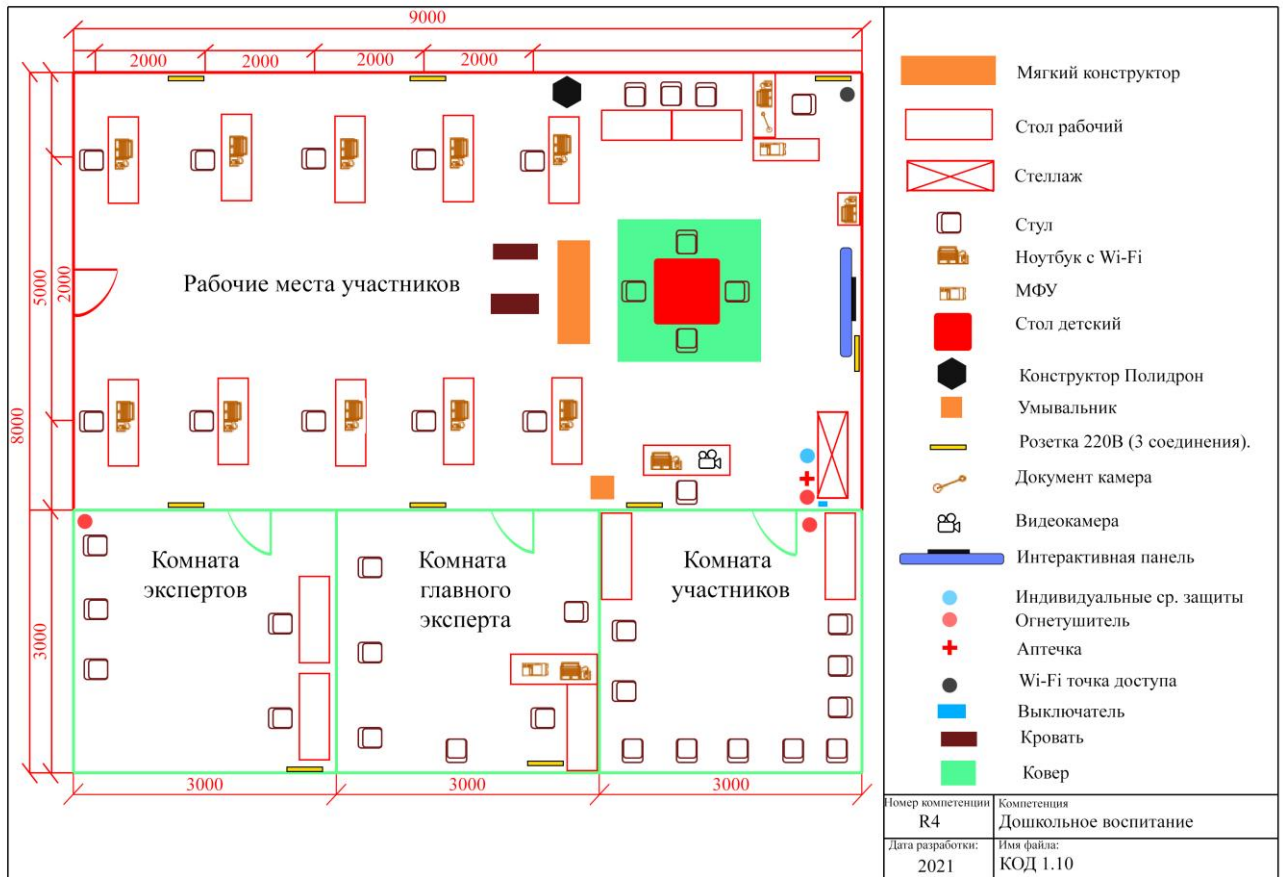 9000
2000
2000
2000
2000
8000
5000
2000
3000
Рабочие места участников
Комната
экспертов
Комната
главного
эксперта
Комната
участников
3000
3000
3000
Мягкий конструктор
Стол рабочий
Стеллаж
Стул
Ноутбук с Wi-Fi
МФУ
Стол детский
Конструктор Полидрон
Умывальник
Розетка 220В (3 соединения).
Документ камера
Видеокамера
Интерактивная панель
Индивидуальные ср. защиты
Огнетушитель
Аптечка
Wi-Fi точка доступа
Выключатель
Кровать
Ковер
Номер компетенции
R4
Компетенция
Дошкольное воспитание
Дата разработки:
2021
Имя файла:
КОД 1.10